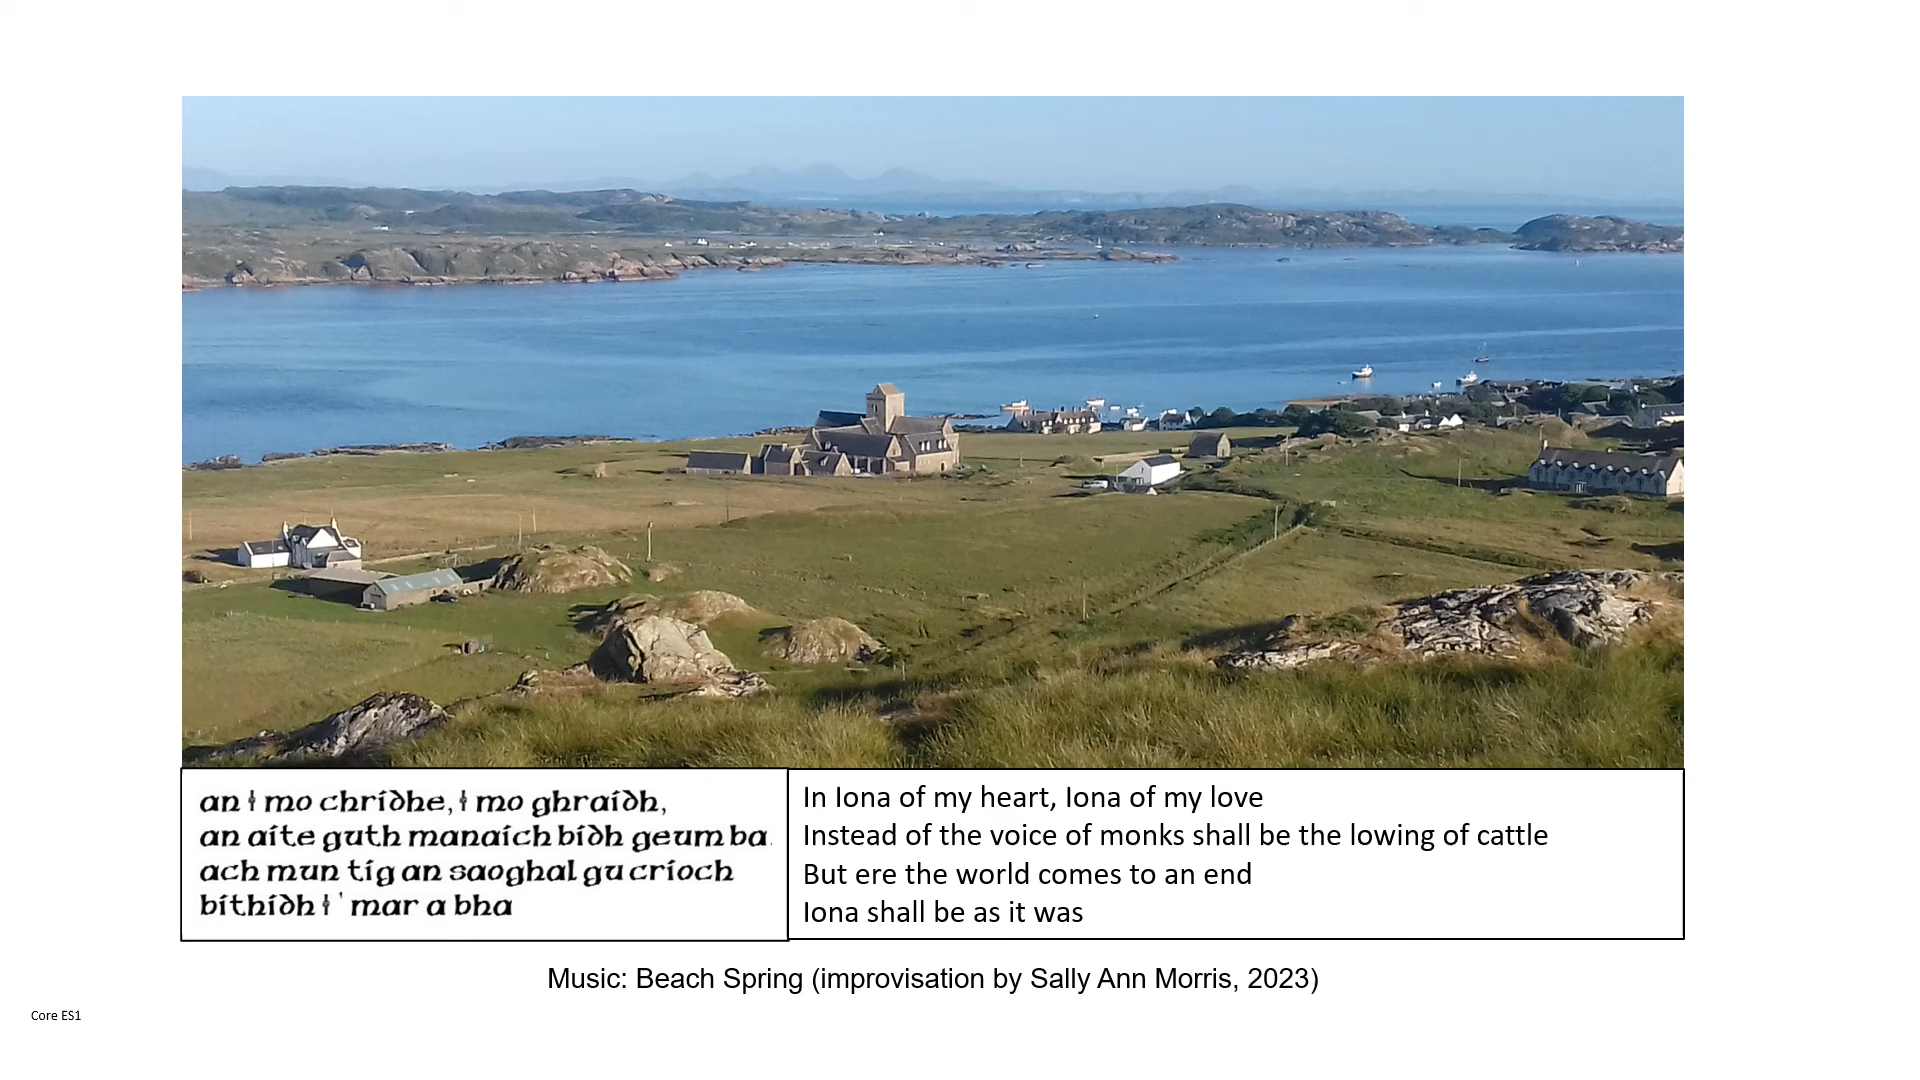 an I mo chridhe, I mo ghraidh,
an aite guth manaich bidh geum ba.
ach mun tig an saoghal gu crioch
bithidh I ' mar a bha
In Iona of my heart, Iona of my love
Instead of the voice of monks shall be the lowing of cattle
But ere the world comes to an end
Iona shall be as it was
Music: Beach Spring (improvisation by Sally Ann Morris, 2023)
Core ES1